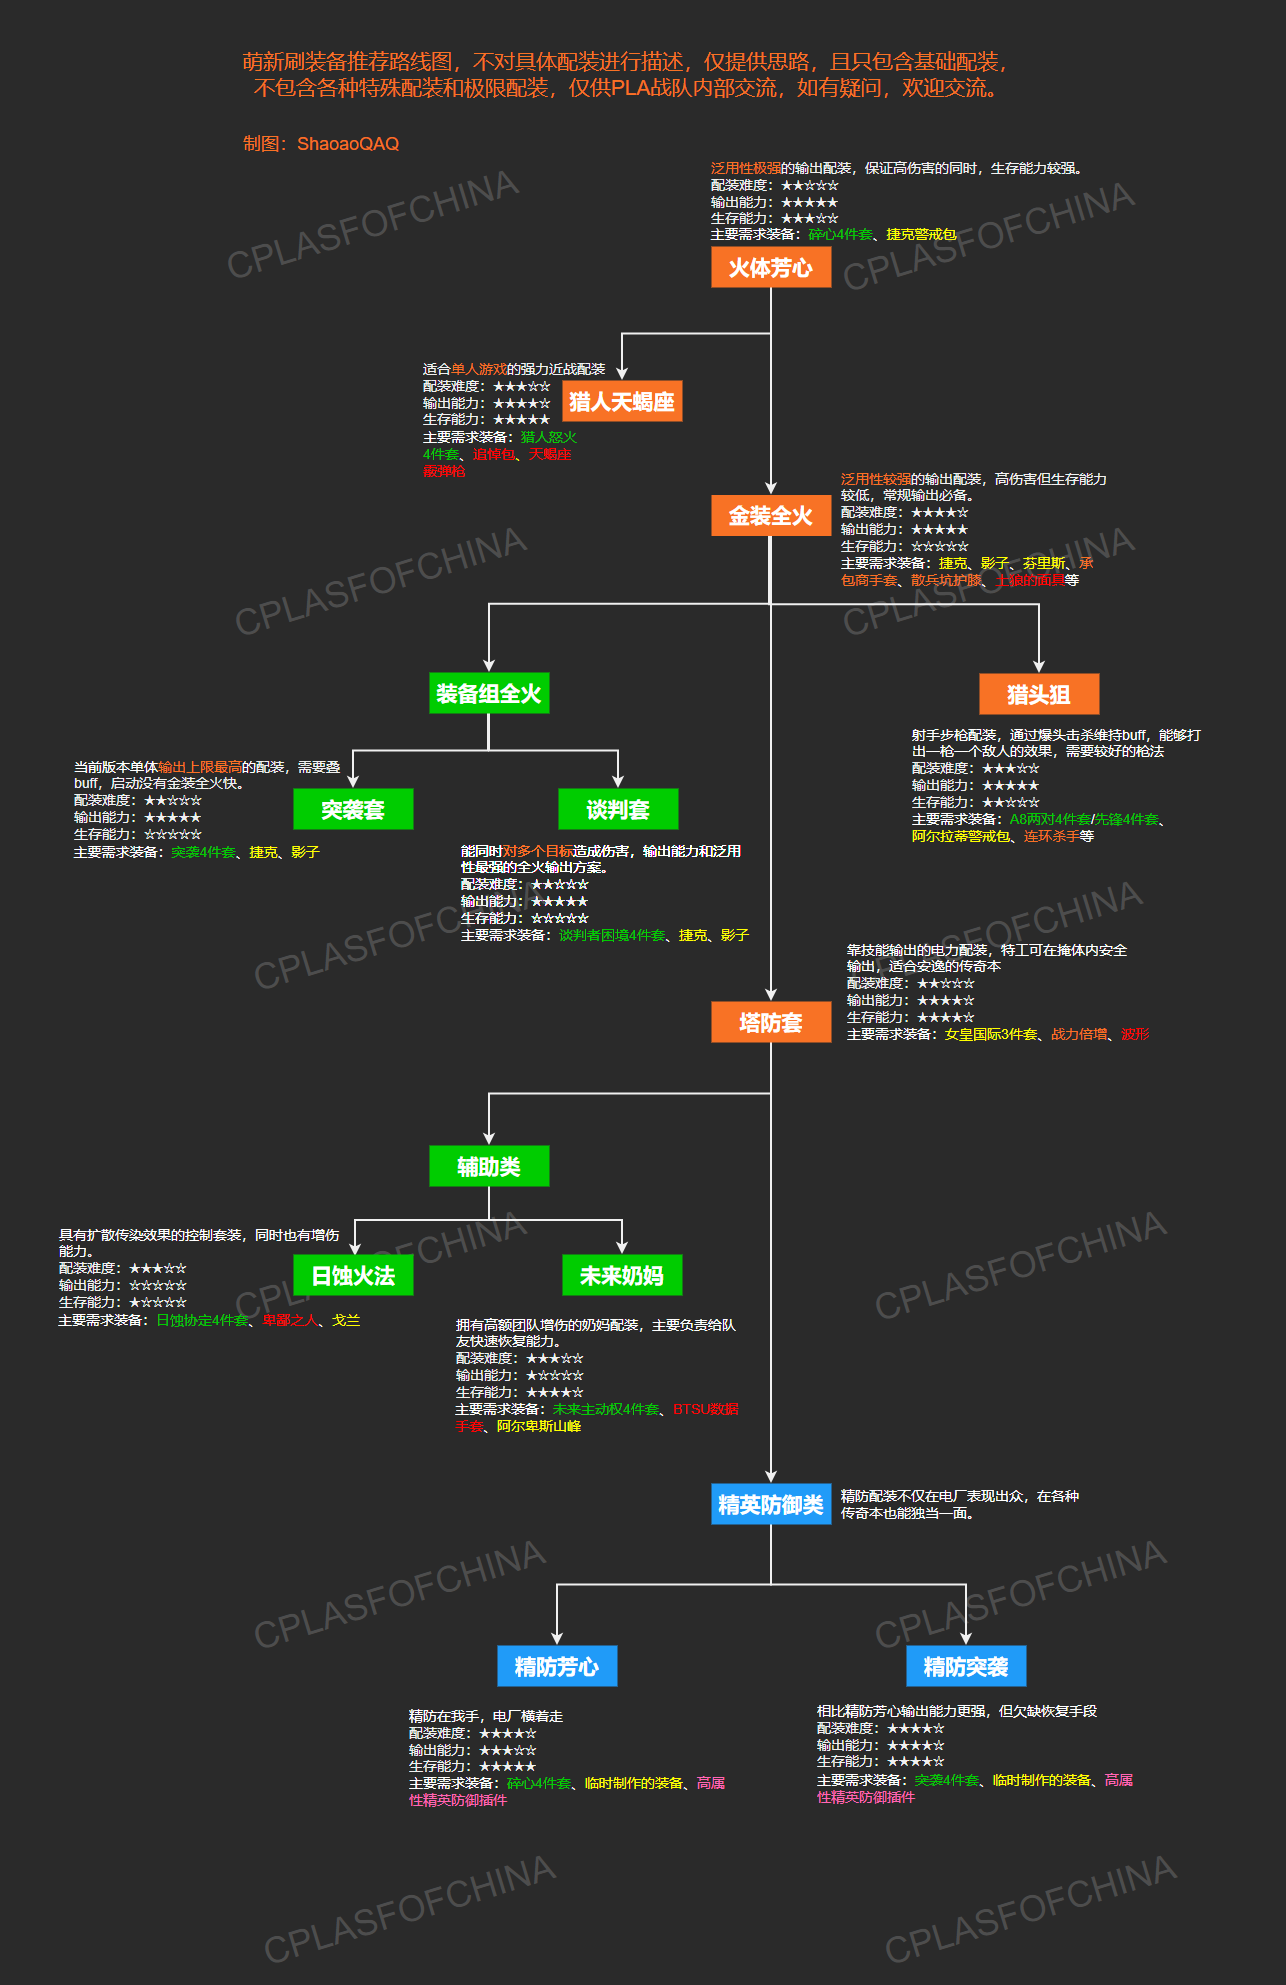 萌新刷装备推荐路线图，不对具体配装进行描述，仅提供思路，且只包含基础配装，
不包含各种特殊配装和极限配装，仅供PLA战队内部交流，如有疑问，欢迎交流。
制图：ShaoaoQAQ
泛用性极强的输出配装，保证高伤害的同时，生存能力较强。
配装难度：★★☆☆☆
输出能力：★★★★★
生存能力：★★★☆☆
主要需求装备：碎心4件套、捷克警戒包
火体芳心
适合单人游戏的强力近战配装
配装难度：★★★☆☆
输出能力：★★★★☆
生存能力：★★★★★
主要需求装备：猎人怒火
4件套、追悼包、天蝎座
霰弹枪
猎人天蝎座
泛用性较强的输出配装，高伤害但生存能力
较低，常规输出必备。
配装难度：★★★★☆
输出能力：★★★★★
生存能力：☆☆☆☆☆
主要需求装备：捷克、影子、芬里斯、承
包商手套、散兵坑护膝、土狼的面具等
金装全火
装备组全火
猎头狙
射手步枪配装，通过爆头击杀维持buff，能够打
出一枪一个敌人的效果，需要较好的枪法
配装难度：★★★☆☆
输出能力：★★★★★
生存能力：★★☆☆☆
主要需求装备：A8两对4件套/先锋4件套、
阿尔拉蒂警戒包、连环杀手等
当前版本单体输出上限最高的配装，需要叠
buff，启动没有金装全火快。
配装难度：★★☆☆☆
输出能力：★★★★★
生存能力：☆☆☆☆☆
主要需求装备：突袭4件套、捷克、影子
突袭套
谈判套
能同时对多个目标造成伤害，输出能力和泛用
性最强的全火输出方案。
配装难度：★★☆☆☆
输出能力：★★★★★
生存能力：☆☆☆☆☆
主要需求装备：谈判者困境4件套、捷克、影子
靠技能输出的电力配装，特工可在掩体内安全
输出，适合安逸的传奇本
配装难度：★★☆☆☆
输出能力：★★★★☆
生存能力：★★★★☆
主要需求装备：女皇国际3件套、战力倍增、波形
塔防套
辅助类
具有扩散传染效果的控制套装，同时也有增伤
能力。
配装难度：★★★☆☆
输出能力：☆☆☆☆☆
生存能力：★☆☆☆☆
主要需求装备：日蚀协定4件套、卑鄙之人、戈兰
日蚀火法
未来奶妈
拥有高额团队增伤的奶妈配装，主要负责给队
友快速恢复能力。
配装难度：★★★☆☆
输出能力：★☆☆☆☆
生存能力：★★★★☆
主要需求装备：未来主动权4件套、BTSU数据
手套、阿尔卑斯山峰
精英防御类
精防配装不仅在电厂表现出众，在各种
传奇本也能独当一面。
精防芳心
精防突袭
精防在我手，电厂横着走
配装难度：★★★★☆
输出能力：★★★☆☆
生存能力：★★★★★
主要需求装备：碎心4件套、临时制作的装备、高属
性精英防御插件
相比精防芳心输出能力更强，但欠缺恢复手段
配装难度：★★★★☆
输出能力：★★★★☆
生存能力：★★★★☆
主要需求装备：突袭4件套、临时制作的装备、高属
性精英防御插件
CPLASFOFCHINA
CPLASFOFCHINA
CPLASFOFCHINA
CPLASFOFCHINA
CPLASFOFCHINA
CPLASFOFCHINA
CPLASFOFCHINA
CPLASFOFCHINA
CPLASFOFCHINA
CPLASFOFCHINA
CPLASFOFCHINA
CPLASFOFCHINA